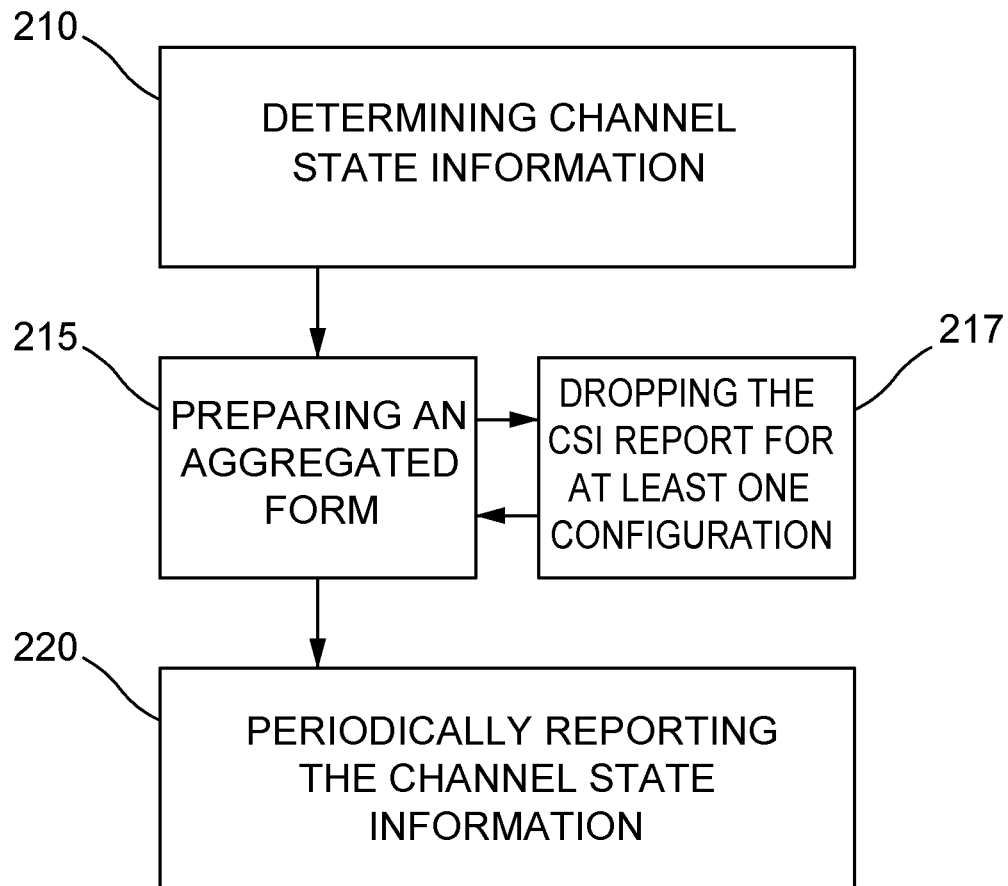 210
DETERMINING CHANNEL
STATE INFORMATION
215
PREPARING AN
AGGREGATED
FORM
217
DROPPING THE
CSI REPORT FOR
AT LEAST ONE
CONFIGURATION
220
PERIODICALLY REPORTING
THE CHANNEL STATE
INFORMATION